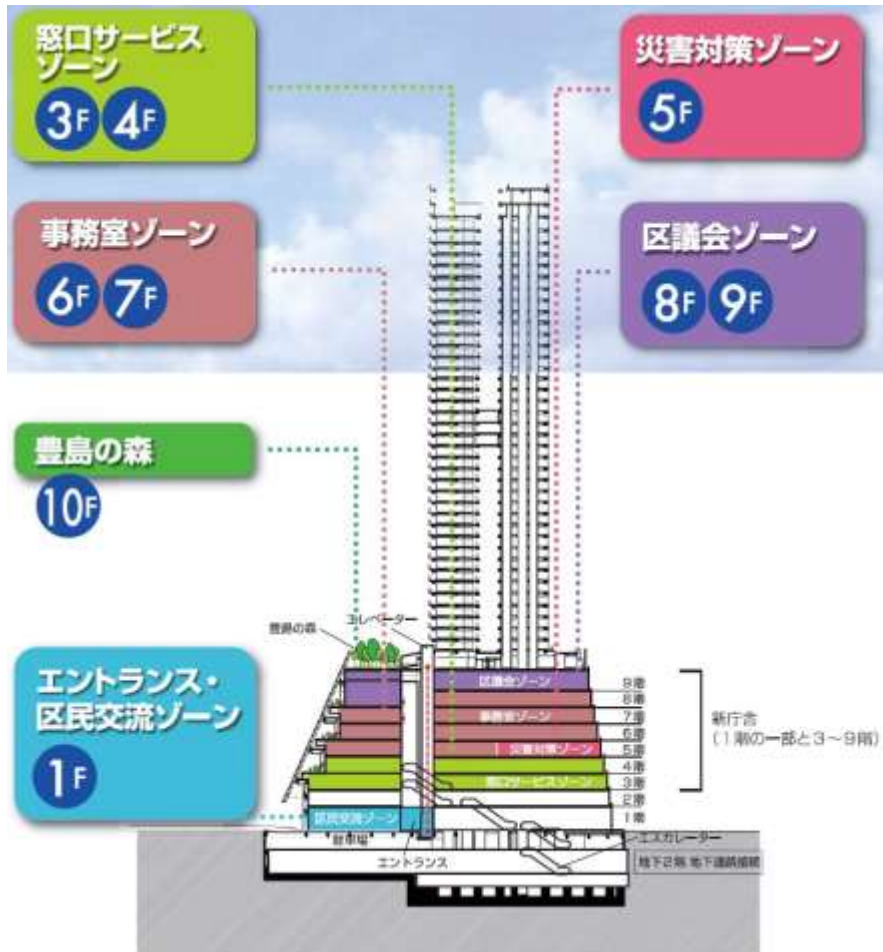 窓口サービス
ゾーン
3F 4F
災害対策ゾーン
5F
事務室ゾーン
6F 7F
区議会ゾーン
8F 9F
豊島の森
10F
エントランス・
区民交流ゾーン
1F
エレベーター
豊島の森
区議会ゾーン
9階
8階
事務室ゾーン
7階
6階
災害対策ゾーン
5階
4階
窓口サービスゾーン
3階
2階
区民交流ゾーン
1階
新庁舎
(1階の一部と3〜9階)
駐車場
エスカレーター
エントランス
地下2階 地下通路接続